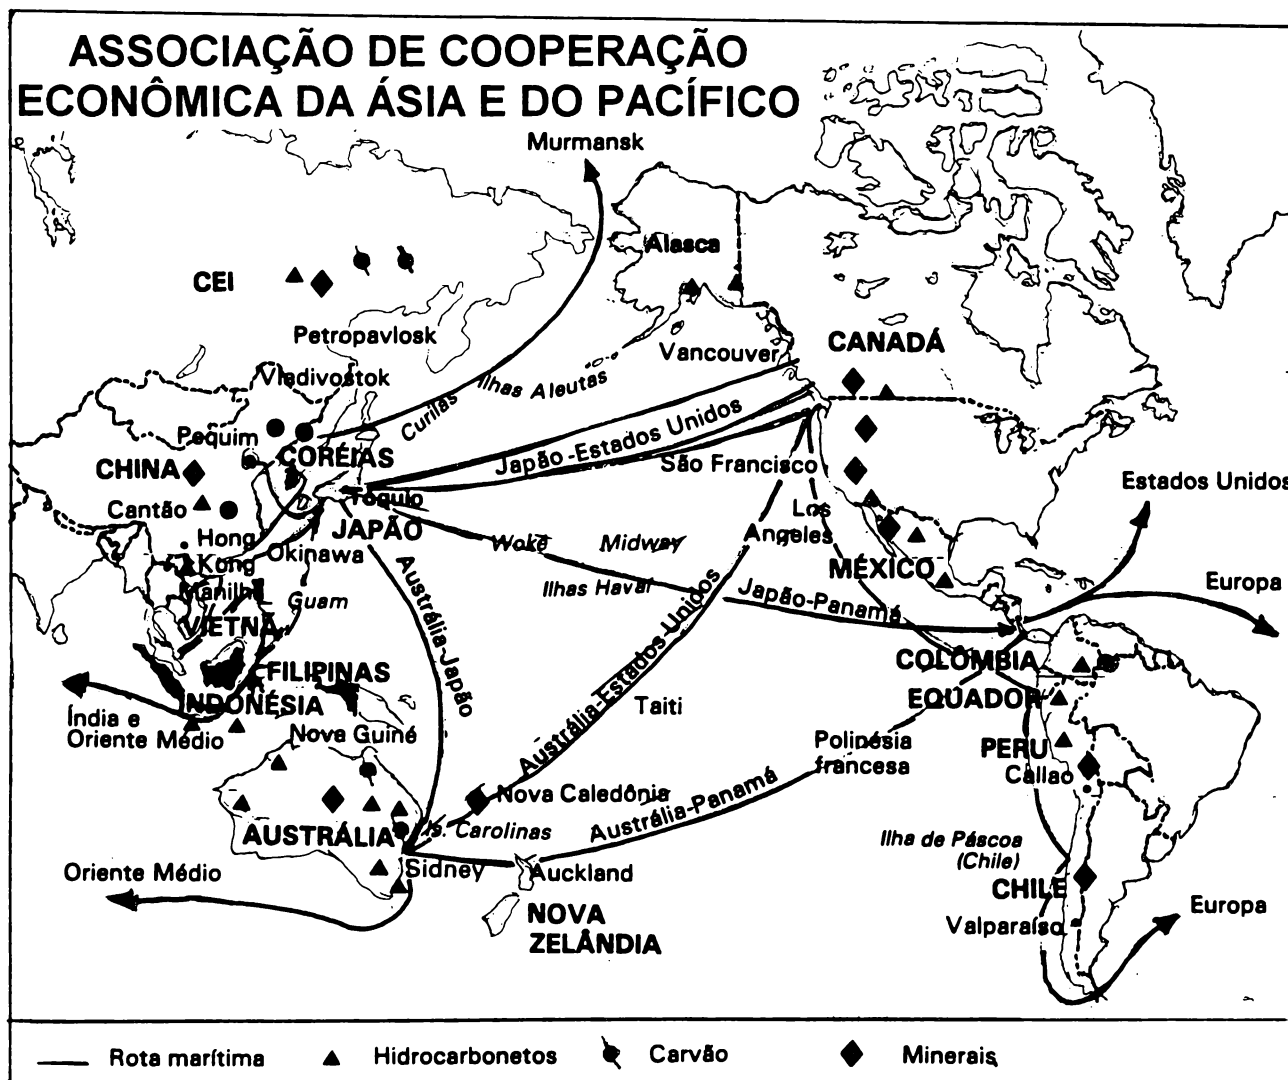 ASSOCIAÇÃO DE COOPERAÇÃO
ECONÔMICA DA ÁSIA E DO PACÍFICO
Murmansk
Alasca
CEI
Petropavlosk
Vancouver
CANADÁ
Vladivostok
Ilhas Aleutas
Curilas
Pequim
CORÉIAS
Japão-Estados Unidos
CHINA
São Francisco
Estados Unidos
Cantão
Tóquio
JAPÃO
Los
Angeles
Hong
Kong
Okinawa
Woke
Midway
MÉXICO
Europa
Manilha
Guam
Ilhas Havaí
Japão-Panamá
Austrália-Japão
VIETNÃ
Austrália-Estados-Unidos
COLÔMBIA
FILIPINAS
EQUADOR
INDONÉSIA
Taiti
Índia e
Oriente Médio
Nova Guiné
Polinésia
francesa
PERU
Callao
Nova Caledônia
Austrália-Panamá
AUSTRÁLIA
Is. Carolinas
Ilha de Páscoa
(Chile)
Oriente Médio
Sidney
Auckland
CHILE
Europa
NOVA
ZELÂNDIA
Valparaíso
Rota marítima
Hidrocarbonetos
Carvão
Minerais